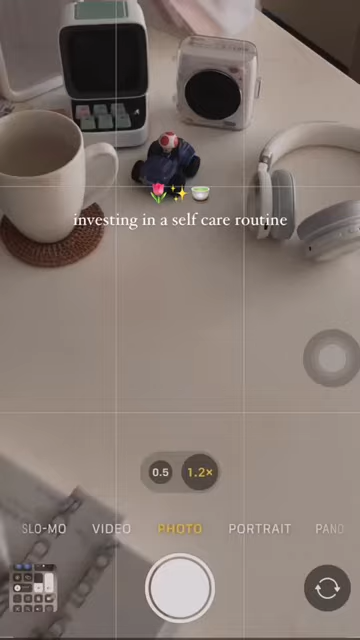 🌷✨🍵
investing in a self care routine
0.5 1.2×
SLO-MO VIDEO PHOTO PORTRAIT PANO